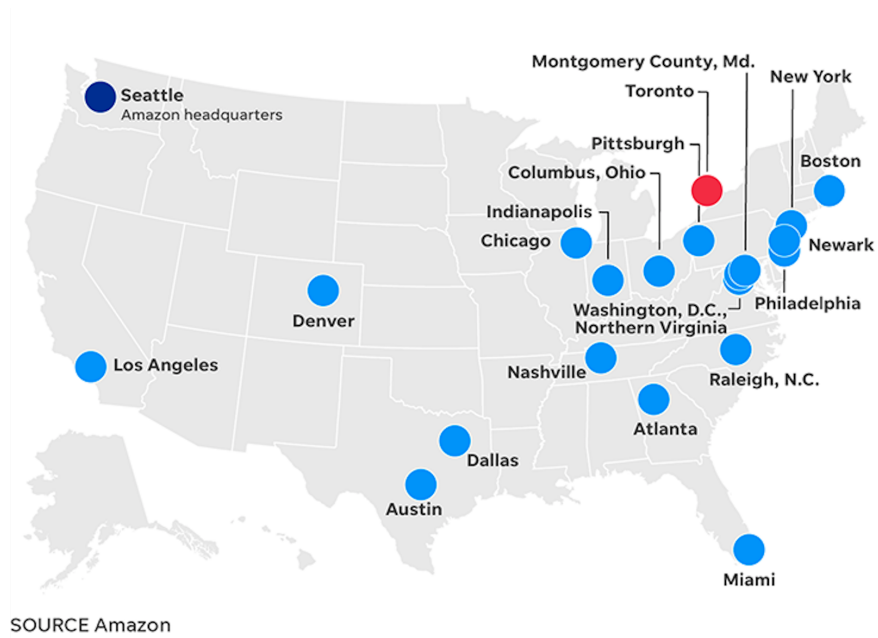 Montgomery County, Md.
New York
Seattle
Amazon headquarters
Toronto
Pittsburgh
Boston
Columbus, Ohio
Indianapolis
Chicago
Newark
Denver
Washington, D.C.,
Northern Virginia
Philadelphia
Los Angeles
Nashville
Raleigh, N.C.
Atlanta
Dallas
Austin
Miami
SOURCE Amazon